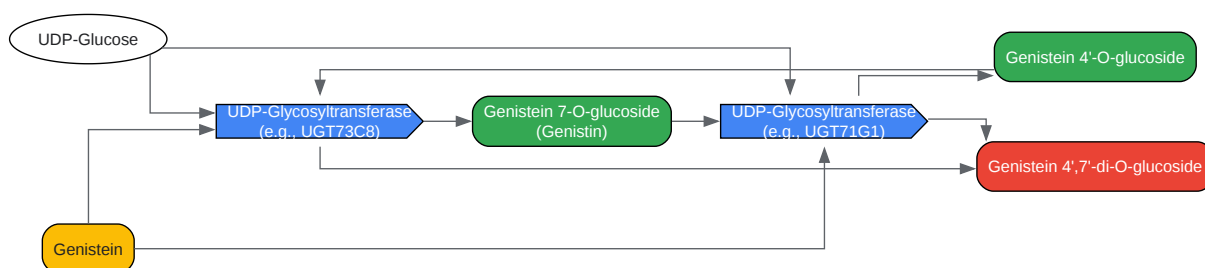 UDP-Glucose
Genistein 4'-O-glucoside
UDP-Glycosyltransferase
(e.g., UGT73C8)
Genistein 7-O-glucoside
(Genistin)
UDP-Glycosyltransferase
(e.g., UGT71G1)
Genistein 4',7'-di-O-glucoside
Genistein